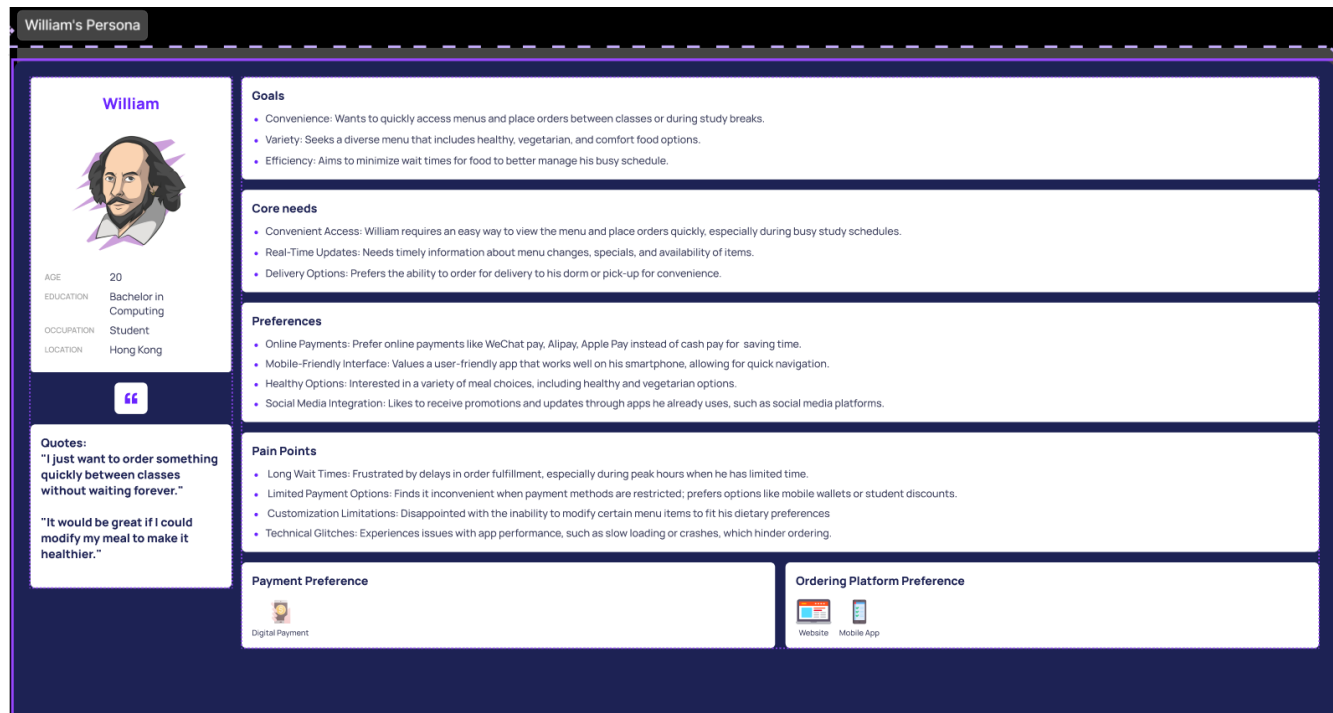 William's Persona
William
AGE 20
EDUCATION Bachelor in
Computing
OCCUPATION Student
LOCATION Hong Kong
Quotes:
"I just want to order something
quickly between classes
without waiting forever."
"It would be great if I could
modify my meal to make it
healthier."
Goals
Convenience: Wants to quickly access menus and place orders between classes or during study breaks.
Variety: Seeks a diverse menu that includes healthy, vegetarian, and comfort food options.
Efficiency: Aims to minimize wait times for food to better manage his busy schedule.
Core needs
Convenient Access: William requires an easy way to view the menu and place orders quickly, especially during busy study schedules.
Real-Time Updates: Needs timely information about menu changes, specials, and availability of items.
Delivery Options: Prefers the ability to order for delivery to his dorm or pick-up for convenience.
Preferences
Online Payments: Prefer online payments like WeChat pay, Alipay, Apple Pay instead of cash pay for saving time.
Mobile-Friendly Interface: Values a user-friendly app that works well on his smartphone, allowing for quick navigation.
Healthy Options: Interested in a variety of meal choices, including healthy and vegetarian options.
Social Media Integration: Likes to receive promotions and updates through apps he already uses, such as social media platforms.
Pain Points
Long Wait Times: Frustrated by delays in order fulfillment, especially during peak hours when he has limited time.
Limited Payment Options: Finds it inconvenient when payment methods are restricted; prefers options like mobile wallets or student discounts.
Customization Limitations: Disappointed with the inability to modify certain menu items to fit his dietary preferences
Technical Glitches: Experiences issues with app performance, such as slow loading or crashes, which hinder ordering.
Payment Preference
Digital Payment
Ordering Platform Preference
Website Mobile App